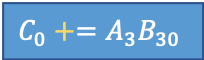 C₀ += A₃B₃₀